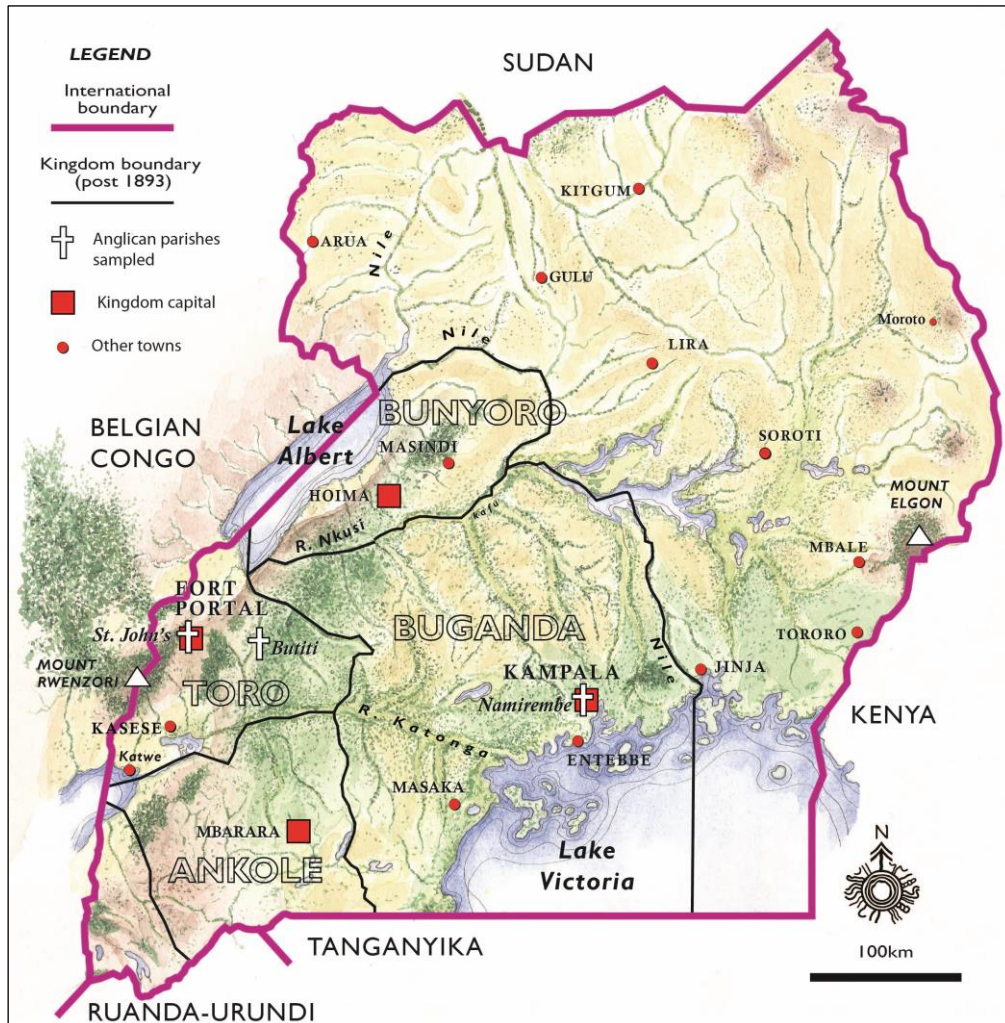 LEGEND
International
boundary
Kingdom boundary
(post 1893)
Anglican parishes
sampled
Kingdom capital
Other towns
SUDAN
KITGUM
ARUA
Nile
GULU
Moroto
Nile
LIRA
BUNYORO
BELGIAN
CONGO
Lake
Albert
MASINDI
SOROTI
HOIMA
MOUNT
ELGON
R. Nkusi
Kafu
MBALE
FORT
PORTAL
St. John's
Butiti
BUGANDA
TORORO
MOUNT
RWENZORI
TORO
KAMPALA
Namirembe
Nile
JINJA
KENYA
KASESE
R. Katonga
Katwe
ENTEBBE
MASAKA
MBARARA
ANKOLE
Lake
Victoria
N
TANGANYIKA
100km
RUANDA-URUNDI